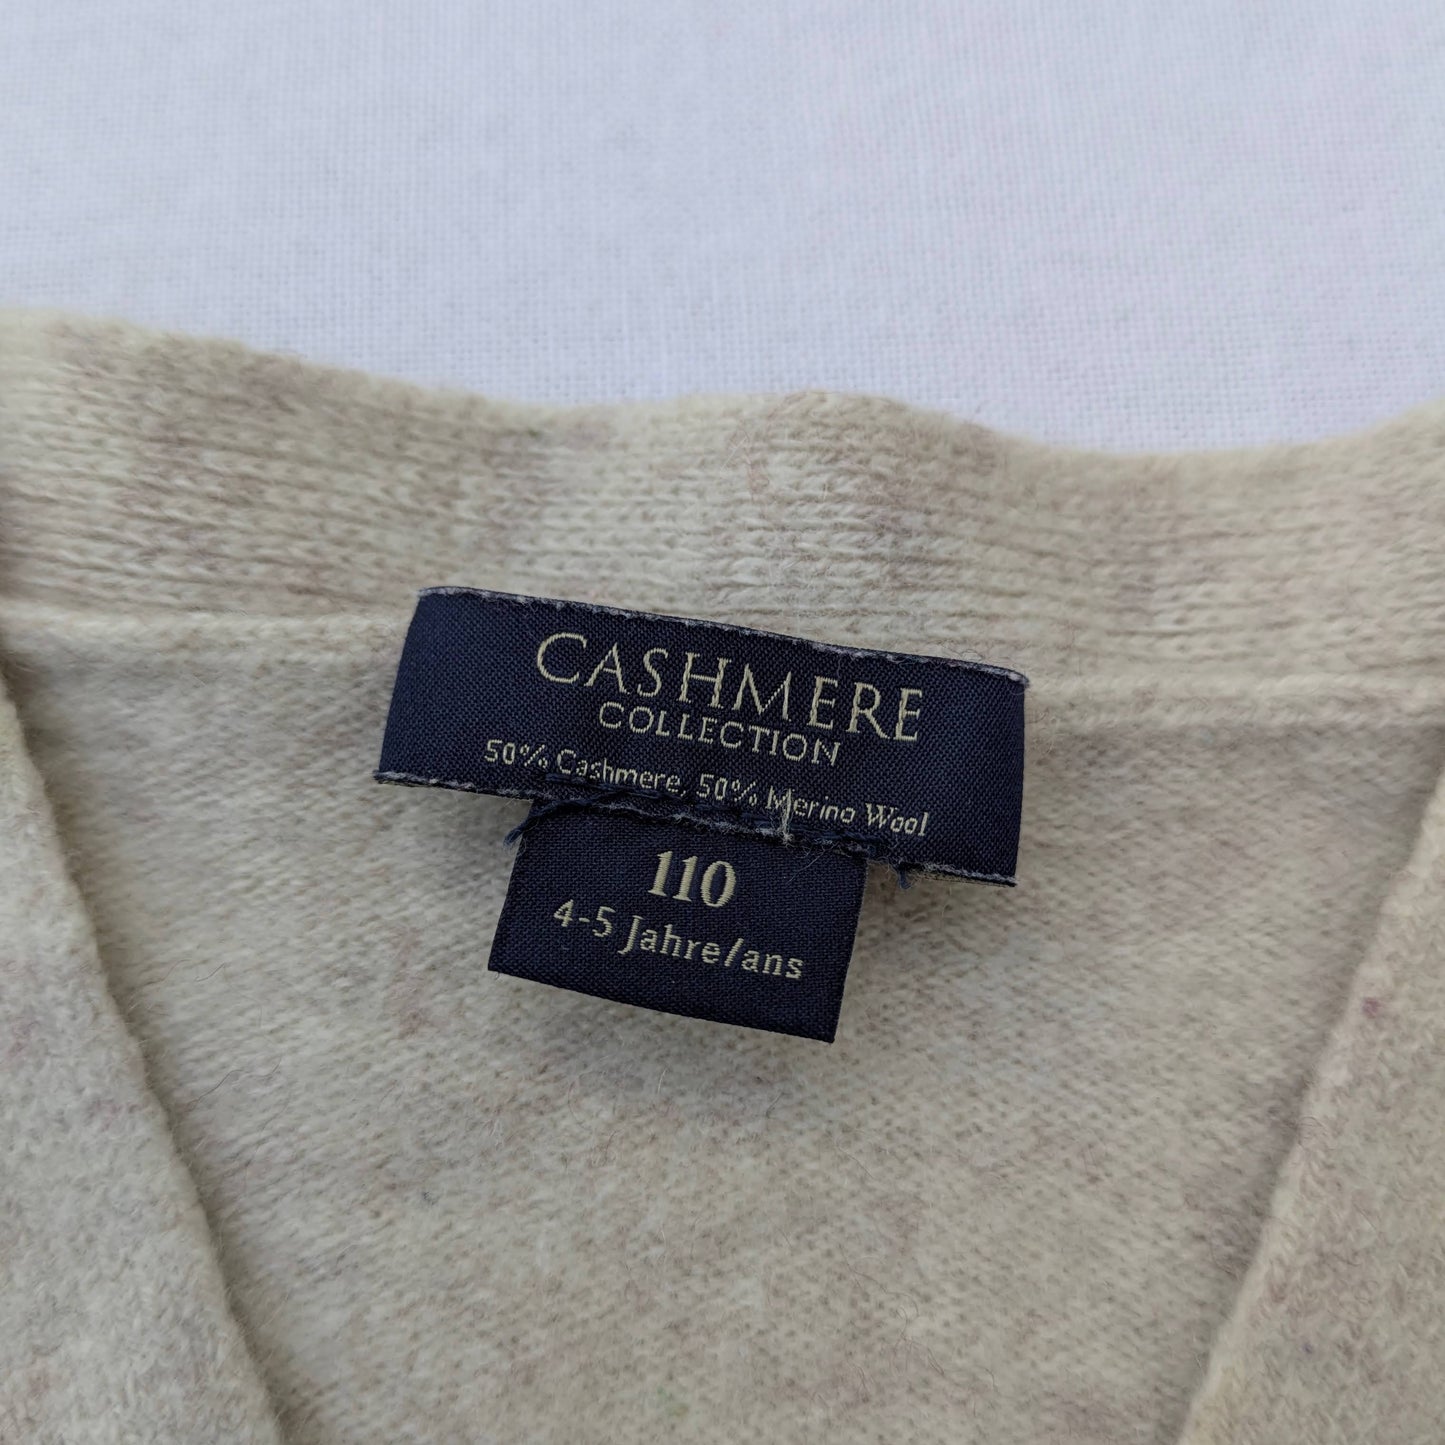 CASHMERE
COLLECTION
50% Cashmere, 50% Merino Wool
110
4-5 Jahre/ans